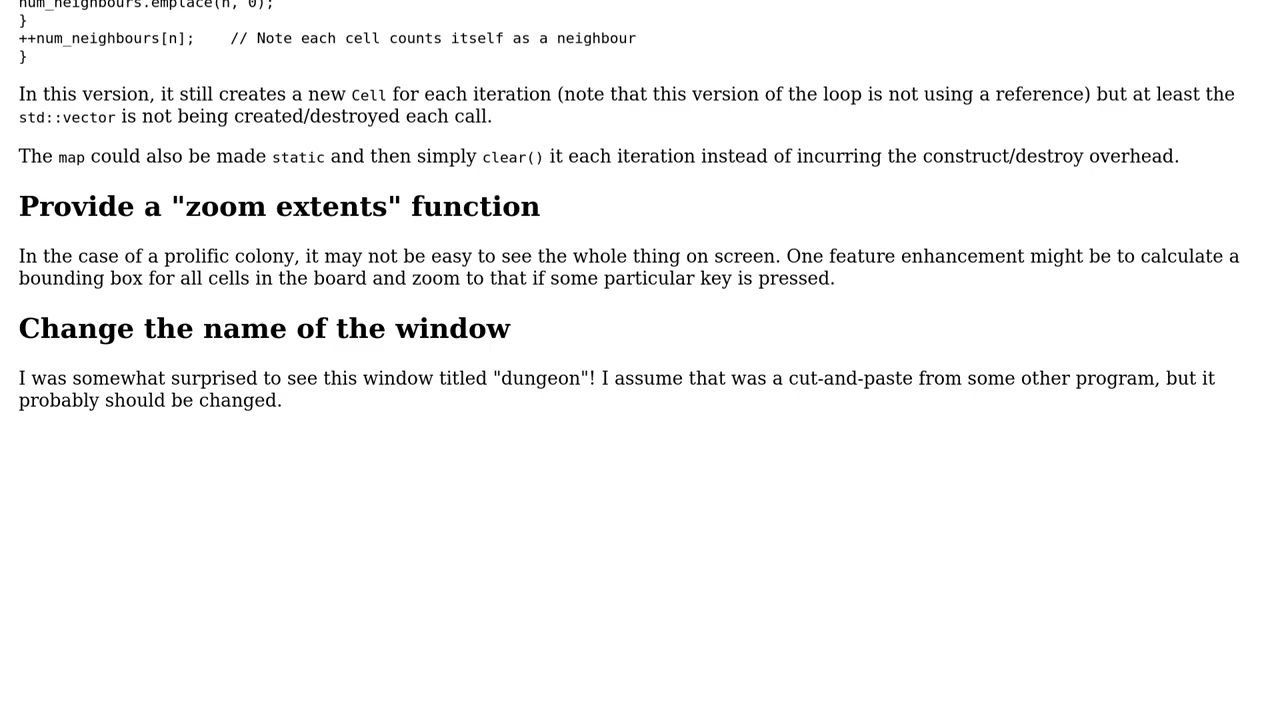 num_neighbours.emplace(n, 0);
}
++num_neighbours[n];    // Note each cell counts itself as a neighbour
}
In this version, it still creates a new Cell for each iteration (note that this version of the loop is not using a reference) but at least the
std::vector is not being created/destroyed each call.
The map could also be made static and then simply clear() it each iteration instead of incurring the construct/destroy overhead.
Provide a "zoom extents" function
In the case of a prolific colony, it may not be easy to see the whole thing on screen. One feature enhancement might be to calculate a
bounding box for all cells in the board and zoom to that if some particular key is pressed.
Change the name of the window
I was somewhat surprised to see this window titled "dungeon"! I assume that was a cut-and-paste from some other program, but it
probably should be changed.